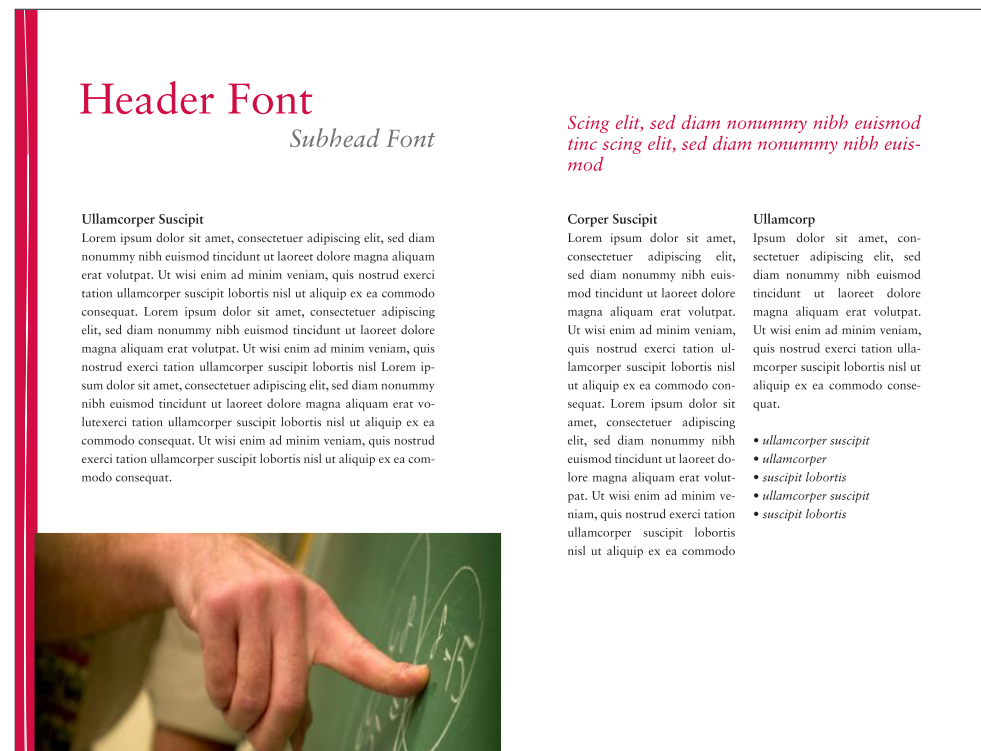 Header Font
Subhead Font
Ullamcorper Suscipit
Lorem ipsum dolor sit amet, consectetuer adipiscing elit, sed diam
nonummy nibh euismod tincidunt ut laoreet dolore magna aliquam
erat volutpat. Ut wisi enim ad minim veniam, quis nostrud exerci
tation ullamcorper suscipit lobortis nisl ut aliquip ex ea commodo
consequat. Lorem ipsum dolor sit amet, consectetuer adipiscing
elit, sed diam nonummy nibh euismod tincidunt ut laoreet dolore
magna aliquam erat volutpat. Ut wisi enim ad minim veniam, quis
nostrud exerci tation ullamcorper suscipit lobortis nisl Lorem ip-
sum dolor sit amet, consectetuer adipiscing elit, sed diam nonummy
nibh euismod tincidunt ut laoreet dolore magna aliquam erat vo-
lutexerci tation ullamcorper suscipit lobortis nisl ut aliquip ex ea
commodo consequat. Ut wisi enim ad minim veniam, quis nostrud
exerci tation ullamcorper suscipit lobortis nisl ut aliquip ex ea com-
modo consequat.
Scing elit, sed diam nonummy nibh euismod
tinc scing elit, sed diam nonummy nibh euis-
mod
Corper Suscipit
Lorem ipsum dolor sit amet,
consectetuer adipiscing elit,
sed diam nonummy nibh euis-
mod tincidunt ut laoreet dolore
magna aliquam erat volutpat.
Ut wisi enim ad minim veniam,
quis nostrud exerci tation ul-
lamcorper suscipit lobortis nisl
ut aliquip ex ea commodo con-
sequat. Lorem ipsum dolor sit
amet, consectetuer adipiscing
elit, sed diam nonummy nibh
euismod tincidunt ut laoreet do-
lore magna aliquam erat volut-
pat. Ut wisi enim ad minim ve-
niam, quis nostrud exerci tation
ullamcorper suscipit lobortis
nisl ut aliquip ex ea commodo
Ullamcorp
Ipsum dolor sit amet, con-
sectetuer adipiscing elit, sed
diam nonummy nibh euismod
tincidunt ut laoreet dolore
magna aliquam erat volutpat.
Ut wisi enim ad minim veniam,
quis nostrud exerci tation ulla-
mcorper suscipit lobortis nisl ut
aliquip ex ea commodo conse-
quat.
• ullamcorper suscipit
• ullamcorper
• suscipit lobortis
• ullamcorper suscipit
• suscipit lobortis